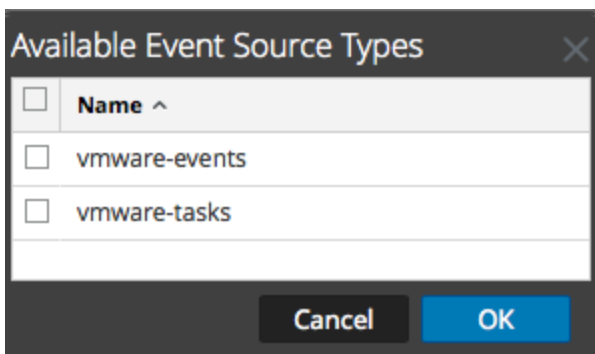 Available Event Source Types
Name
vmware-events
vmware-tasks
Cancel OK